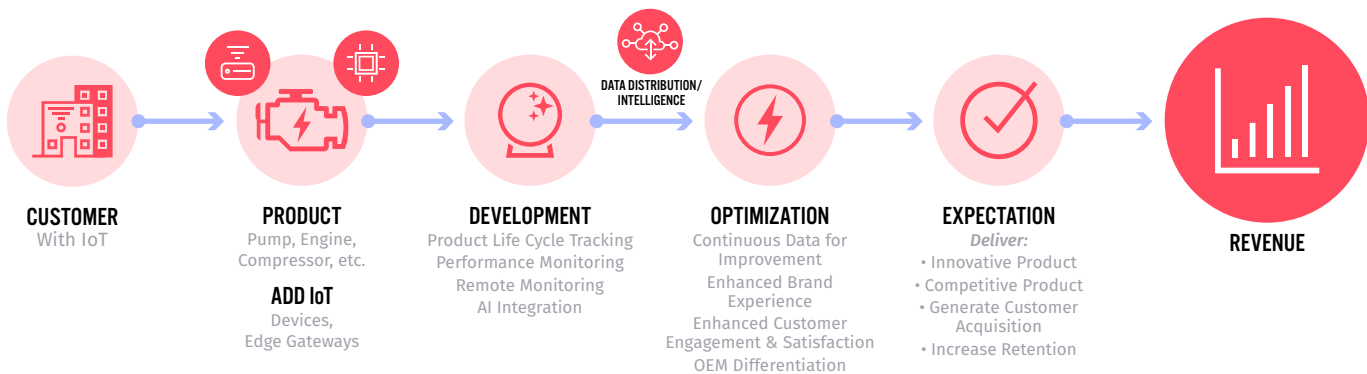 DATA DISTRIBUTION/
INTELLIGENCE
CUSTOMER
With IoT
PRODUCT
Pump, Engine,
Compressor, etc.
ADD IoT
Devices,
Edge Gateways
DEVELOPMENT
Product Life Cycle Tracking
Performance Monitoring
Remote Monitoring
AI Integration
OPTIMIZATION
Continuous Data for
Improvement
Enhanced Brand
Experience
Enhanced Customer
Engagement & Satisfaction
OEM Differentiation
EXPECTATION
Deliver:
• Innovative Product
• Competitive Product
• Generate Customer
Acquisition
• Increase Retention
REVENUE